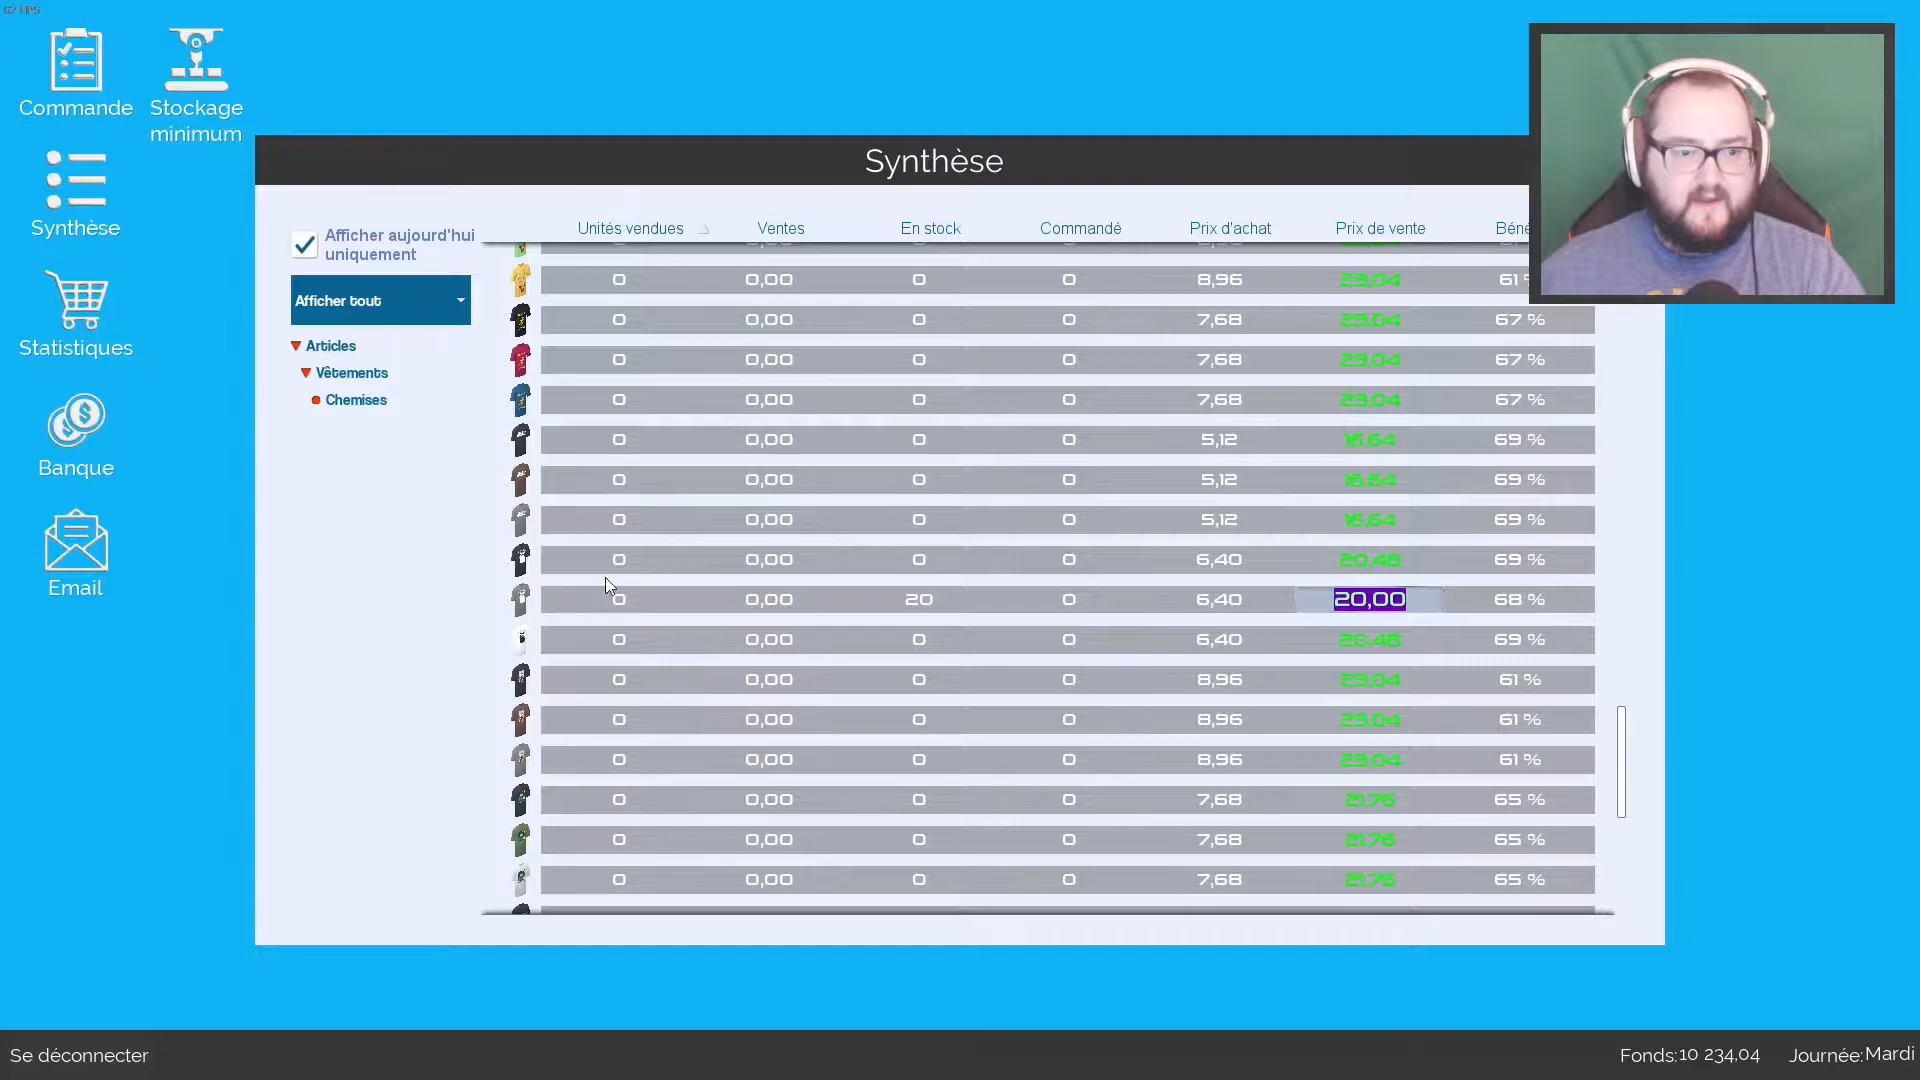 62 FPS
Commande
Stockage
minimum
Synthèse
Statistiques
Banque
Email
Synthèse
Afficher aujourd'hui
uniquement
Afficher tout
Articles
Vêtements
Chemises
Unités vendues Ventes En stock Commandé Prix d'achat Prix de vente Béné
0 0,00 0 0 8,96 23,04 61 %
0 0,00 0 0 7,68 23,04 67 %
0 0,00 0 0 7,68 23,04 67 %
0 0,00 0 0 7,68 23,04 67 %
0 0,00 0 0 5,12 16,64 69 %
0 0,00 0 0 5,12 16,64 69 %
0 0,00 0 0 5,12 16,64 69 %
0 0,00 0 0 6,40 20,48 69 %
0 0,00 20 0 6,40 20,00 68 %
0 0,00 0 0 6,40 20,48 69 %
0 0,00 0 0 8,96 23,04 61 %
0 0,00 0 0 8,96 23,04 61 %
0 0,00 0 0 8,96 23,04 61 %
0 0,00 0 0 7,68 21,76 65 %
0 0,00 0 0 7,68 21,76 65 %
0 0,00 0 0 7,68 21,76 65 %
Se déconnecter
Fonds: 10 234,04 Journée: Mardi